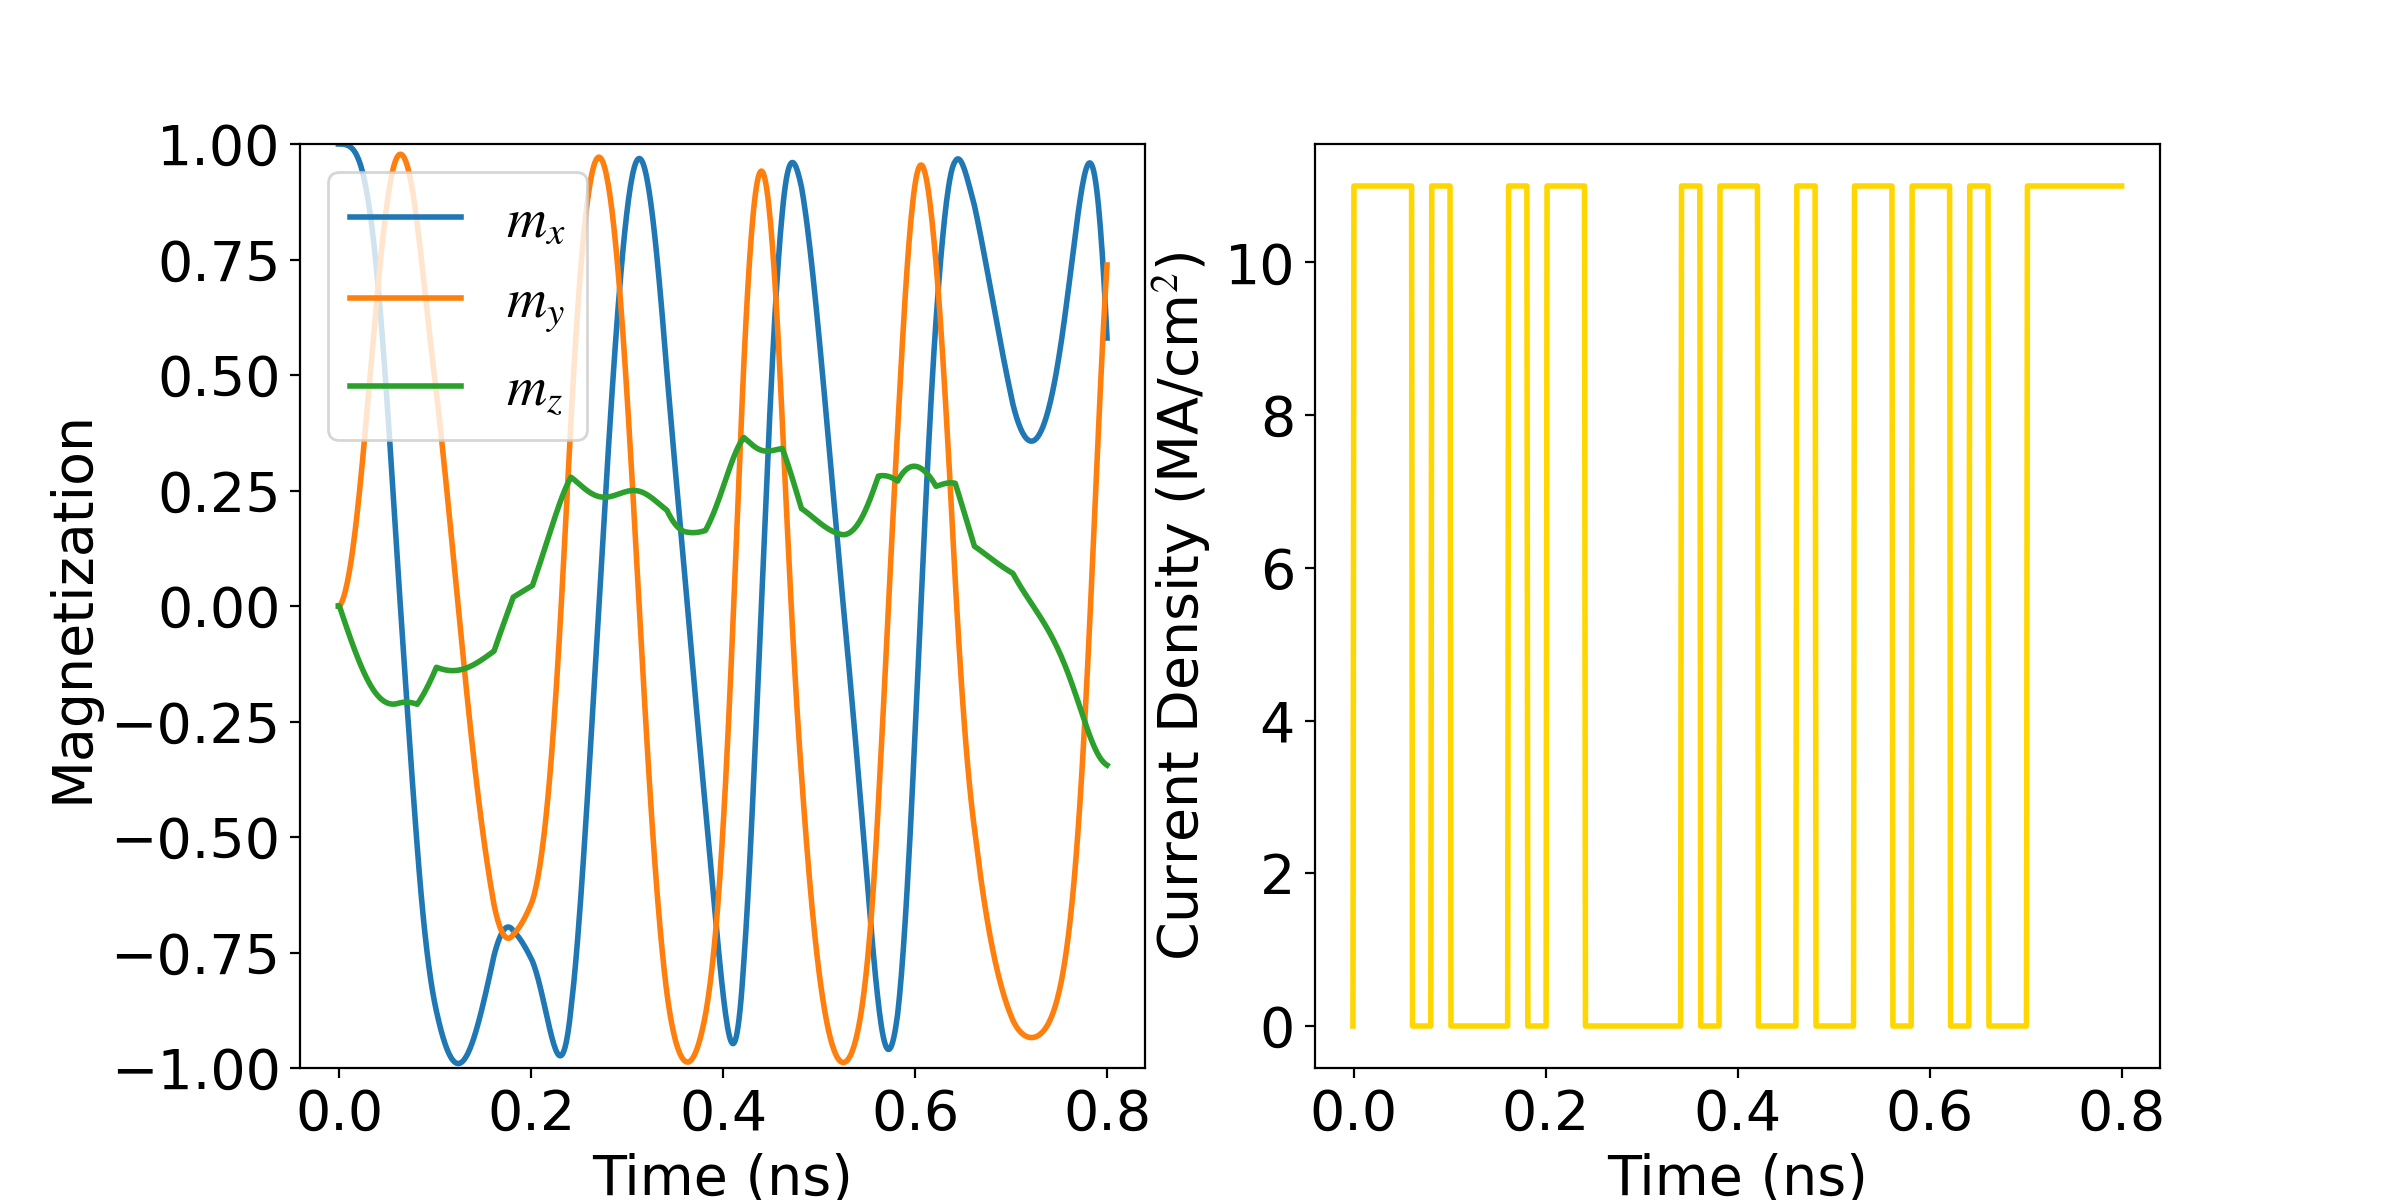 Magnetization
1.00
0.75
0.50
0.25
0.00
−0.25
−0.50
−0.75
−1.00
m_x
m_y
m_z
0.0 0.2 0.4 0.6 0.8
Time (ns)
Current Density (MA/cm²)
10
8
6
4
2
0
0.0 0.2 0.4 0.6 0.8
Time (ns)